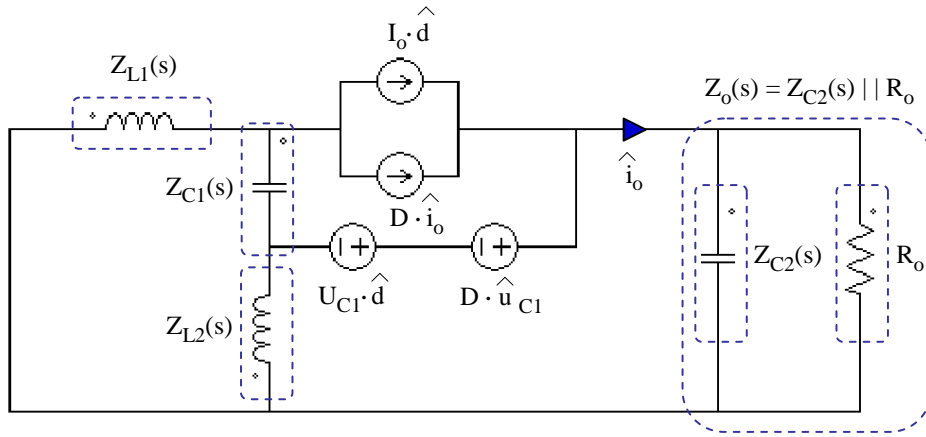 I_o · d̂
Z_L1(s)
Z_o(s) = Z_C2(s) || R_o
Z_C1(s)
D · î_o
î_o
Z_C2(s)
R_o
U_C1 · d̂
D · û_C1
Z_L2(s)